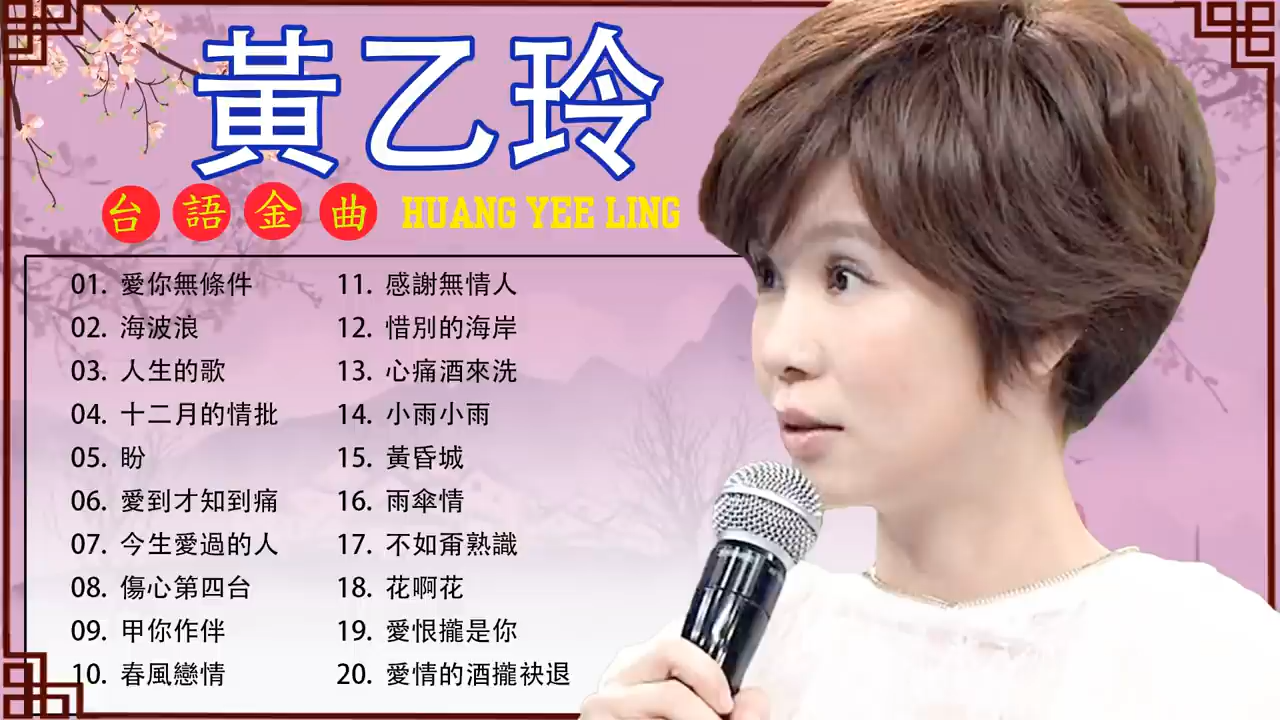 黃乙玲
台語金曲 HUANG YEE LING
01. 愛你無條件
02. 海波浪
03. 人生的歌
04. 十二月的情批
05. 盼
06. 愛到才知到痛
07. 今生愛過的人
08. 傷心第四台
09. 甲你作伴
10. 春風戀情
11. 感謝無情人
12. 惜別的海岸
13. 心痛酒來洗
14. 小雨小雨
15. 黃昏城
16. 雨傘情
17. 不如甭熟識
18. 花啊花
19. 愛恨攏是你
20. 愛情的酒攏袂退